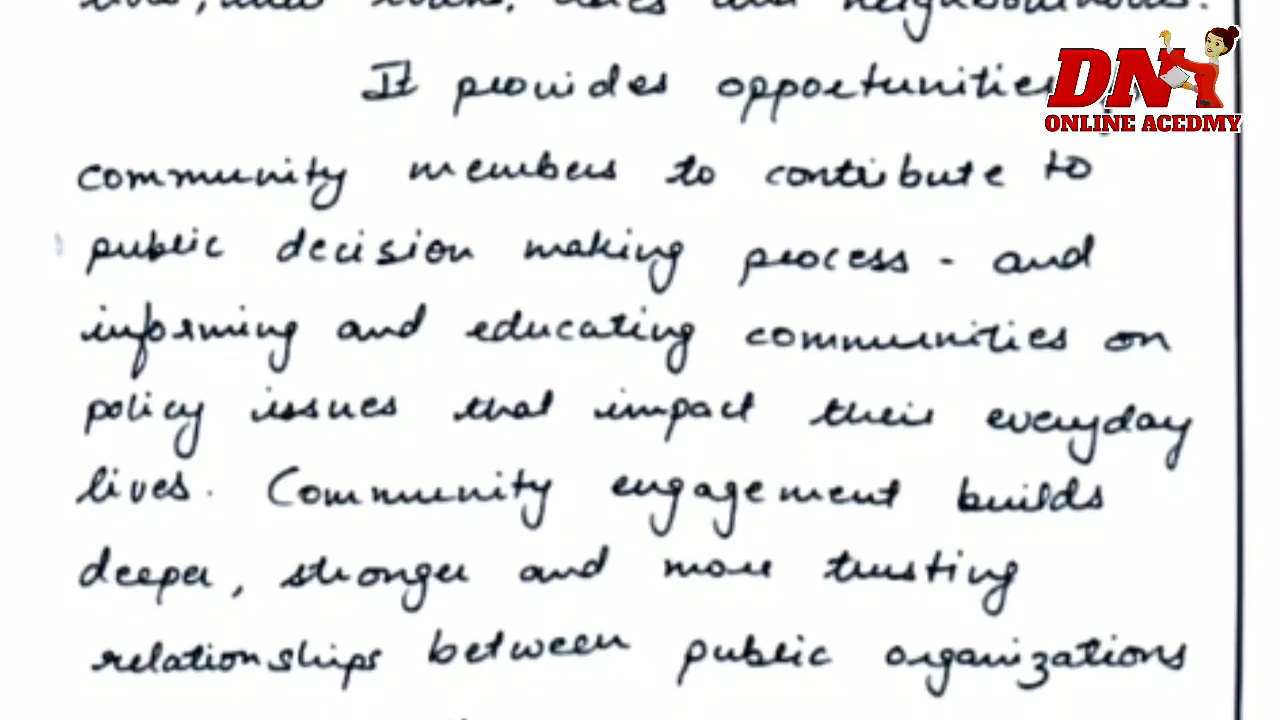 It provides opportunities
community members to contribute to
public decision making process - and
informing and educating communities on
policy issues that impact their everyday
lives. Community engagement builds
deeper, stronger and more trusting
relationships between public organizations
DN
ONLINE ACEDMY